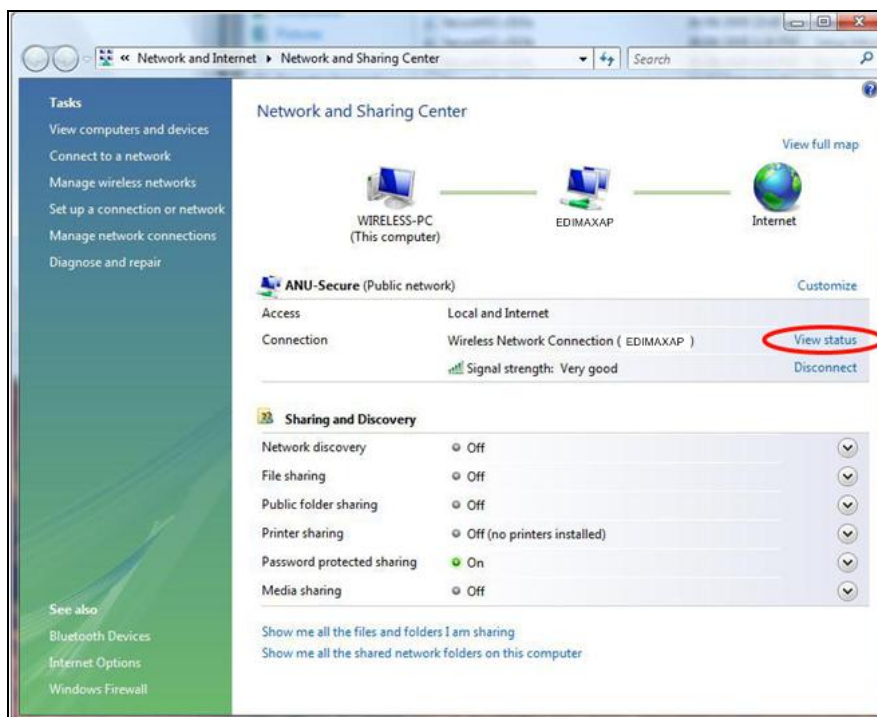 « Network and Internet ▸ Network and Sharing Center
Search
Tasks
View computers and devices
Connect to a network
Manage wireless networks
Set up a connection or network
Manage network connections
Diagnose and repair
See also
Bluetooth Devices
Internet Options
Windows Firewall
Network and Sharing Center
View full map
WIRELESS-PC
(This computer)
EDIMAXAP
Internet
ANU-Secure (Public network) Customize
Access Local and Internet
Connection Wireless Network Connection ( EDIMAXAP ) View status
Signal strength: Very good Disconnect
Sharing and Discovery
Network discovery Off
File sharing Off
Public folder sharing Off
Printer sharing Off (no printers installed)
Password protected sharing On
Media sharing Off
Show me all the files and folders I am sharing
Show me all the shared network folders on this computer